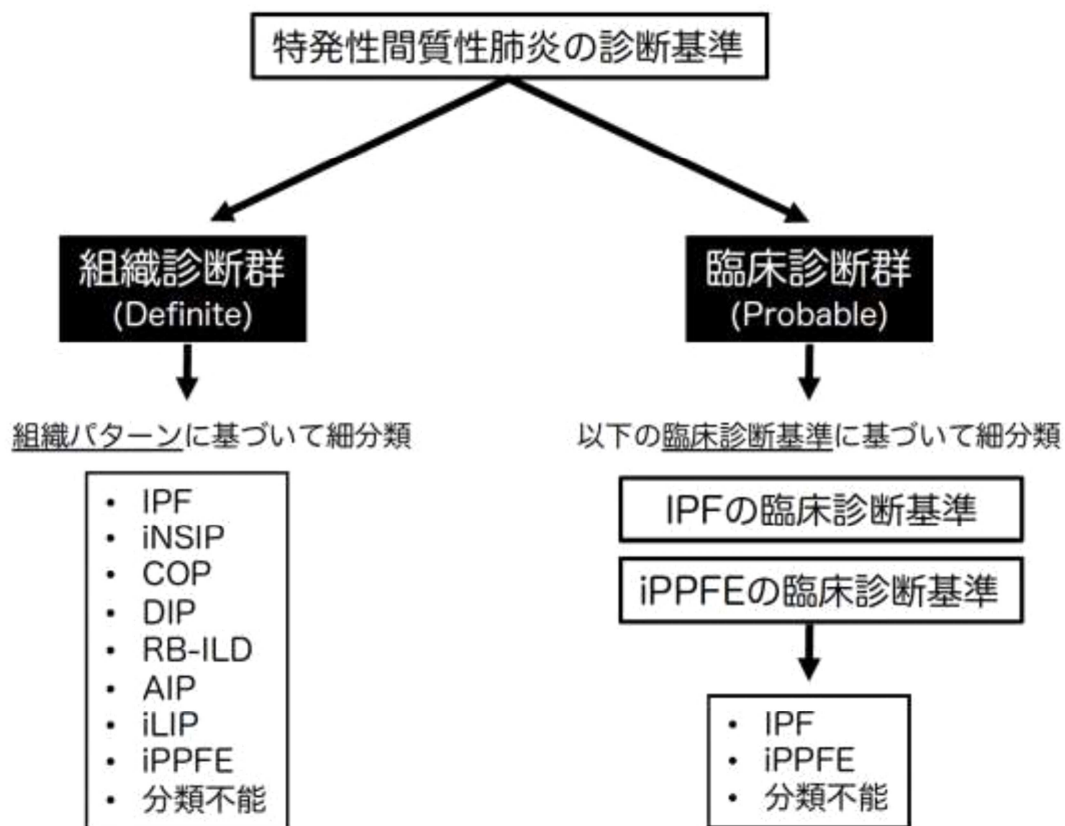 特発性間質性肺炎の診断基準
組織診断群
(Definite)
組織パターンに基づいて細分類
• IPF
• iNSIP
• COP
• DIP
• RB-ILD
• AIP
• iLIP
• iPPFE
• 分類不能
臨床診断群
(Probable)
以下の臨床診断基準に基づいて細分類
IPFの臨床診断基準
iPPFEの臨床診断基準
• IPF
• iPPFE
• 分類不能